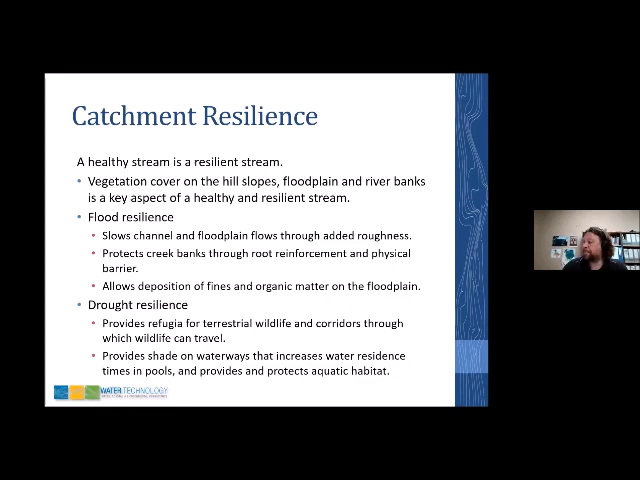 Catchment Resilience
A healthy stream is a resilient stream.
• Vegetation cover on the hill slopes, floodplain and river banks
is a key aspect of a healthy and resilient stream.
• Flood resilience
• Slows channel and floodplain flows through added roughness.
• Protects creek banks through root reinforcement and physical
barrier.
• Allows deposition of fines and organic matter on the floodplain.
• Drought resilience
• Provides refugia for terrestrial wildlife and corridors through
which wildlife can travel.
• Provides shade on waterways that increases water residence
times in pools, and provides and protects aquatic habitat.
WATER TECHNOLOGY